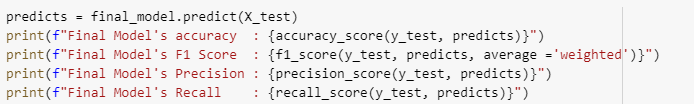 predicts = final_model.predict(X_test)
print(f"Final Model's accuracy  : {accuracy_score(y_test, predicts)}")
print(f"Final Model's F1 Score  : {f1_score(y_test, predicts, average ='weighted')}")
print(f"Final Model's Precision : {precision_score(y_test, predicts)}")
print(f"Final Model's Recall    : {recall_score(y_test, predicts)}")